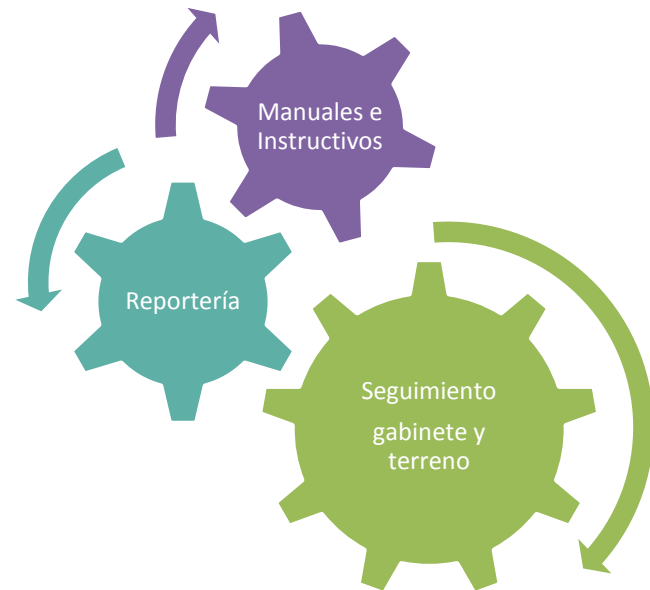 Manuales e
Instructivos
Reportería
Seguimiento
gabinete y
terreno